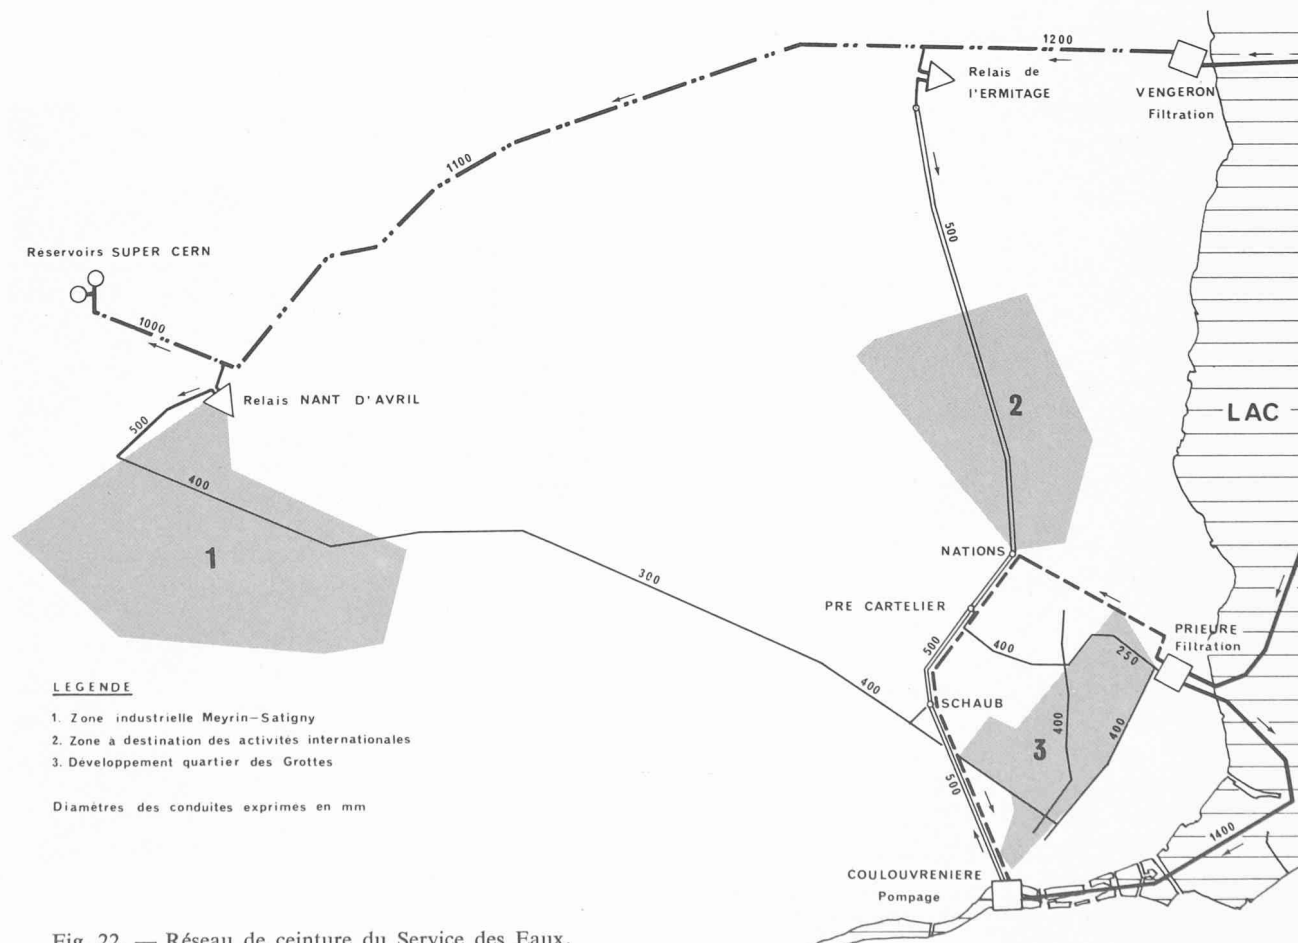 1200
Relais de
l'ERMITAGE
VENGERON
Filtration
1100
500
Réservoirs SUPER CERN
1000
Relais NANT D'AVRIL
500
400
2
LAC
1
300
NATIONS
PRE CARTELIER
PRIEURE
Filtration
500
400
250
400
SCHAUB
400
400
3
500
1400
COULOUVRENIERE
Pompage
LEGENDE
1. Zone industrielle Meyrin-Satigny
2. Zone à destination des activités internationales
3. Développement quartier des Grottes
Diamètres des conduites exprimés en mm
Fig. 22. — Réseau de ceinture du Service des Eaux.